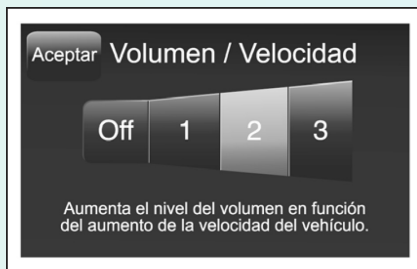 Aceptar Volumen / Velocidad
Off 1 2 3
Aumenta el nivel del volumen en función
del aumento de la velocidad del vehículo.